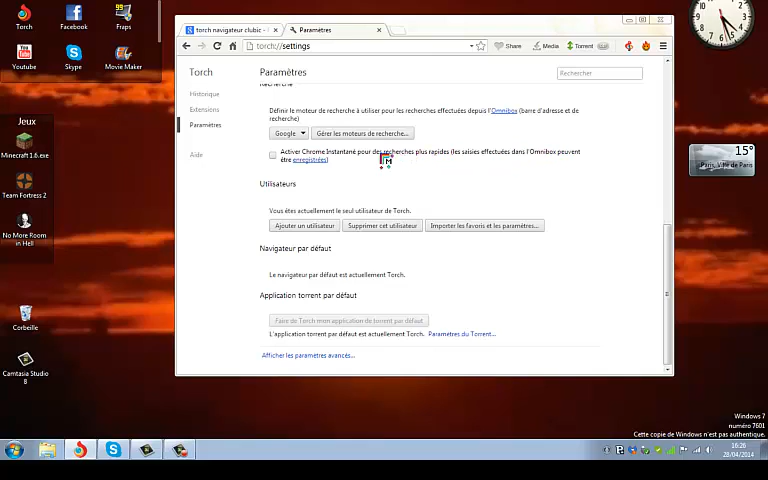 Torch
Facebook
Fraps
Youtube
Skype
Movie Maker
Jeux
Minecraft 1.6.exe
Team Fortress 2
No More Room
in Hell
Corbeille
Camtasia Studio
8
torch navigateur clubic -
Paramètres
torch://settings
Share
Media
Torrent
Torch
Historique
Extensions
Paramètres
Aide
Paramètres
Rechercher
Recherche
Définir le moteur de recherche à utiliser pour les recherches effectuées depuis l'Omnibox (barre d'adresse et de
recherche)
Google
Gérer les moteurs de recherche...
Activer Chrome Instantané pour des recherches plus rapides (les saisies effectuées dans l'Omnibox peuvent
être enregistrées)
Utilisateurs
Vous êtes actuellement le seul utilisateur de Torch.
Ajouter un utilisateur
Supprimer cet utilisateur
Importer les favoris et les paramètres...
Navigateur par défaut
Le navigateur par défaut est actuellement Torch.
Application torrent par défaut
Faire de Torch mon application de torrent par défaut
L'application torrent par défaut est actuellement Torch. Paramètres du Torrent...
Afficher les paramètres avancés...
15°
Paris, Ville de Paris
Windows 7
numéro 7601
Cette copie de Windows n'est pas authentique.
16:26
28/04/2014